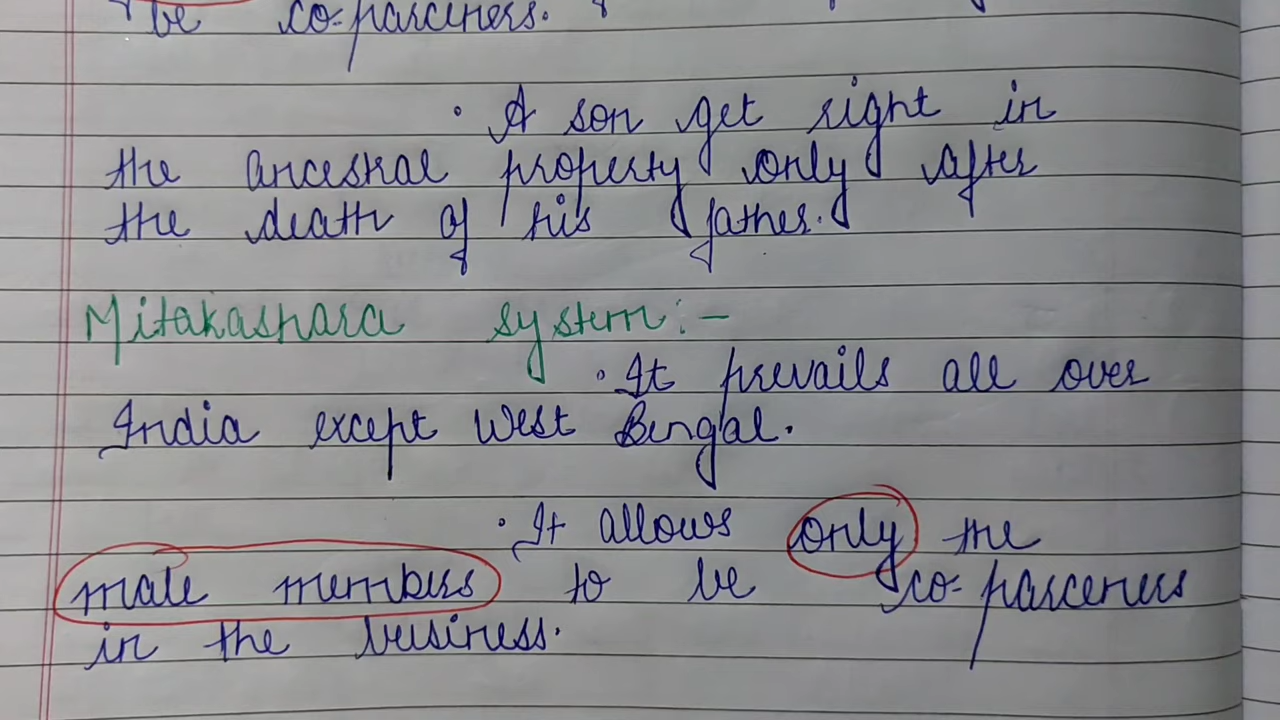 be co-parceners.
• A son get right in
the ancestral property only after
the death of his father.
Mitakashara system:-
• It prevails all over
India except West Bengal.
• It allows only the
male members to be co-parceners
in the business.